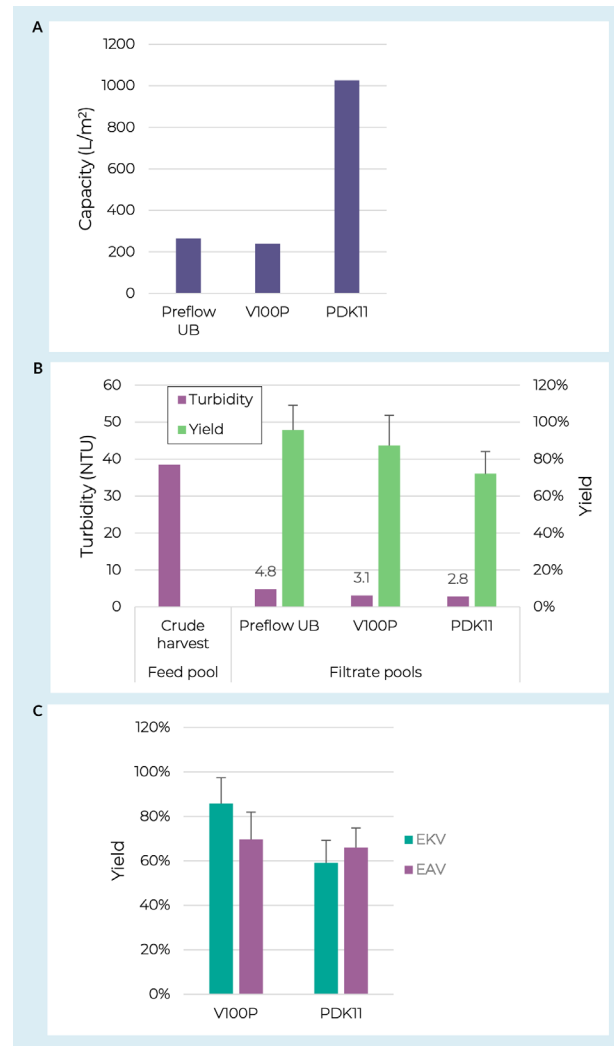 A
1200
1000
800
600
400
200
0
Capacity (L/m²)
Preflow UB
V100P
PDK11
B
60
50
40
30
20
10
0
Turbidity (NTU)
Turbidity
Yield
120%
100%
80%
60%
40%
20%
0%
Yield
4.8
3.1
2.8
Crude harvest
Preflow UB
V100P
PDK11
Feed pool
Filtrate pools
C
120%
100%
80%
60%
40%
20%
0%
Yield
EKV
EAV
V100P
PDK11